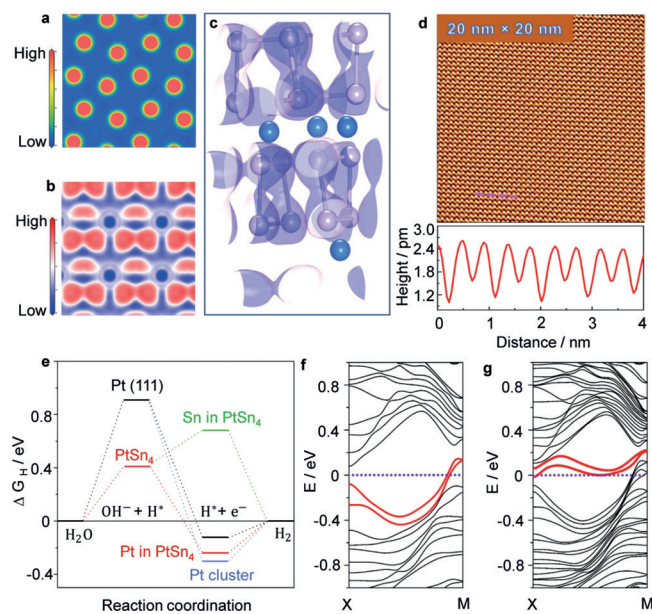 a
High
Low
b
High
Low
c
d
20 nm × 20 nm
Height / pm
3.0
2.4
1.8
1.2
0 1 2 3 4
Distance / nm
e
Δ G_H / eV
0.8
0.4
0
-0.4
Pt (111)
Sn in PtSn₄
PtSn₄
OH⁻ + H*
H* + e⁻
H₂O
H₂
Pt in PtSn₄
Pt cluster
Reaction coordination
f
E / eV
0.8
0.4
0
-0.4
-0.8
X M
g
E / eV
0.8
0.4
0
-0.4
-0.8
X M